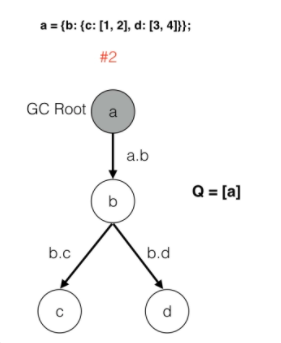 a = {b: {c: [1, 2], d: [3, 4]}};
#2
GC Root
a
a.b
b
Q = [a]
b.c
b.d
c
d